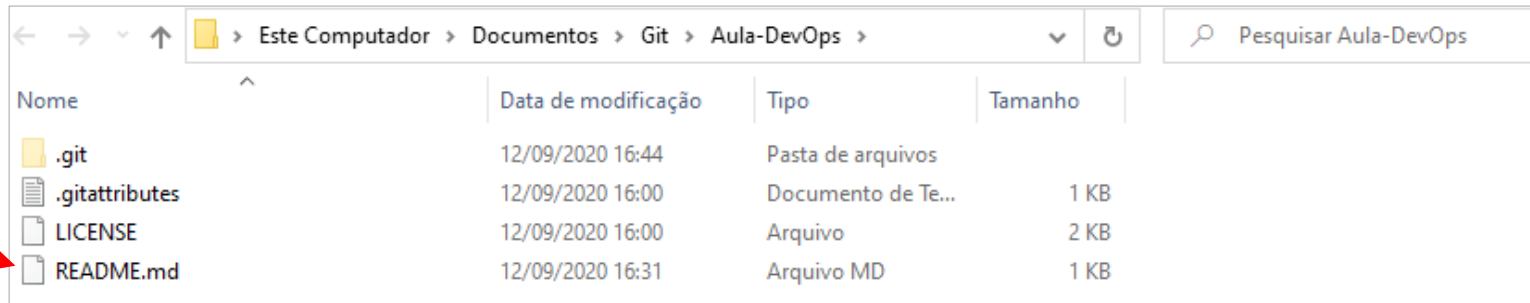 Este Computador > Documentos > Git > Aula-DevOps > Pesquisar Aula-DevOps
Nome Data de modificação Tipo Tamanho
.git 12/09/2020 16:44 Pasta de arquivos
.gitattributes 12/09/2020 16:00 Documento de Te... 1 KB
LICENSE 12/09/2020 16:00 Arquivo 2 KB
README.md 12/09/2020 16:31 Arquivo MD 1 KB